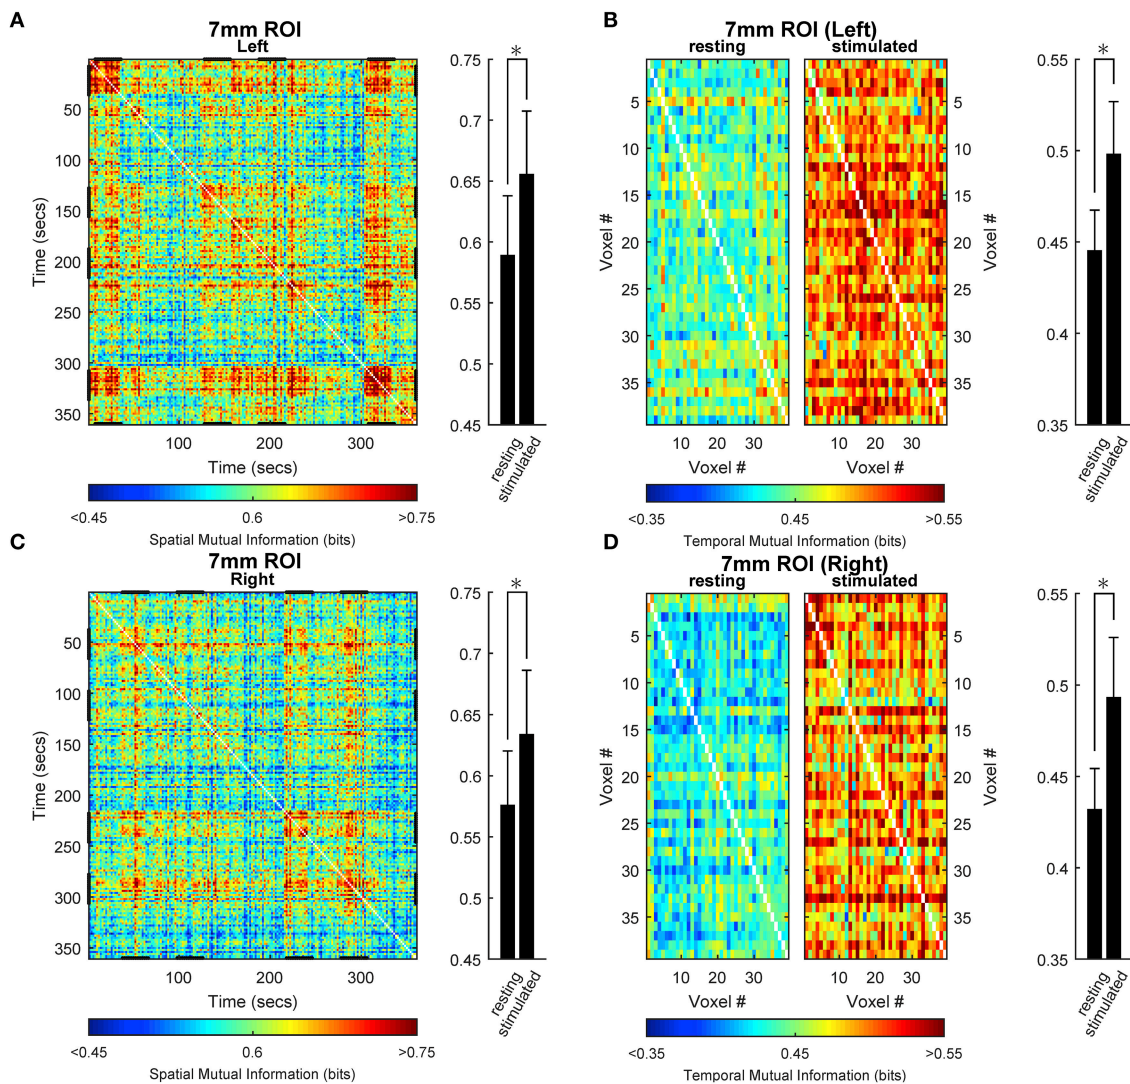 A
7mm ROI
Left
50
100
150
200
250
300
350
Time (secs)
100
200
300
Time (secs)
<0.45
0.6
>0.75
Spatial Mutual Information (bits)
*
0.75
0.7
0.65
0.6
0.55
0.5
0.45
resting
stimulated
B
7mm ROI (Left)
resting
stimulated
5
10
15
20
25
30
35
Voxel #
10
20
30
Voxel #
10
20
30
Voxel #
5
10
15
20
25
30
35
Voxel #
<0.35
0.45
>0.55
Temporal Mutual Information (bits)
*
0.55
0.5
0.45
0.4
0.35
resting
stimulated
C
7mm ROI
Right
50
100
150
200
250
300
350
Time (secs)
100
200
300
Time (secs)
<0.45
0.6
>0.75
Spatial Mutual Information (bits)
*
0.75
0.7
0.65
0.6
0.55
0.5
0.45
resting
stimulated
D
7mm ROI (Right)
resting
stimulated
5
10
15
20
25
30
35
Voxel #
10
20
30
Voxel #
10
20
30
Voxel #
5
10
15
20
25
30
35
Voxel #
<0.35
0.45
>0.55
Temporal Mutual Information (bits)
*
0.55
0.5
0.45
0.4
0.35
resting
stimulated